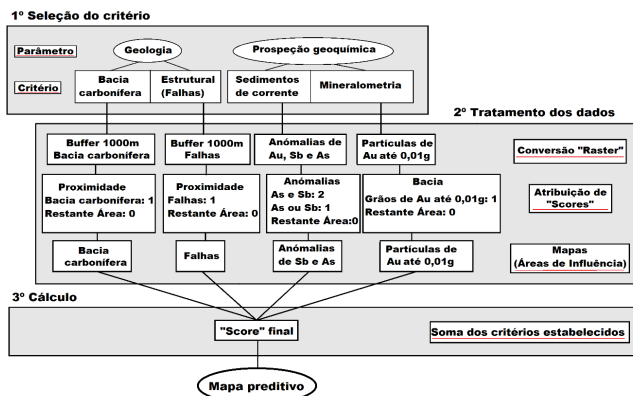 1º Seleção do critério
Parâmetro
Geologia
Prospeção geoquímica
Critério
Bacia
carbonífera
Estrutural
(Falhas)
Sedimentos
de corrente
Mineralometria
2º Tratamento dos dados
Buffer 1000m
Bacia carbonífera
Buffer 1000m
Falhas
Anómalias de
Au, Sb e As
Partículas de
Au até 0,01g
Conversão "Raster"
Proximidade
Bacia carbonífera: 1
Restante Área: 0
Proximidade
Falhas: 1
Restante Área: 0
Anómalias
As e Sb: 2
As ou Sb: 1
Restante Área:0
Bacia
Grãos de Au até 0,01g: 1
Restante Área: 0
Atribuição de
"Scores"
Bacia
carbonífera
Falhas
Anómalias
de Sb e As
Partículas de
Au até 0,01g
Mapas
(Áreas de Influência)
3º Cálculo
"Score" final
Soma dos critérios estabelecidos
Mapa preditivo